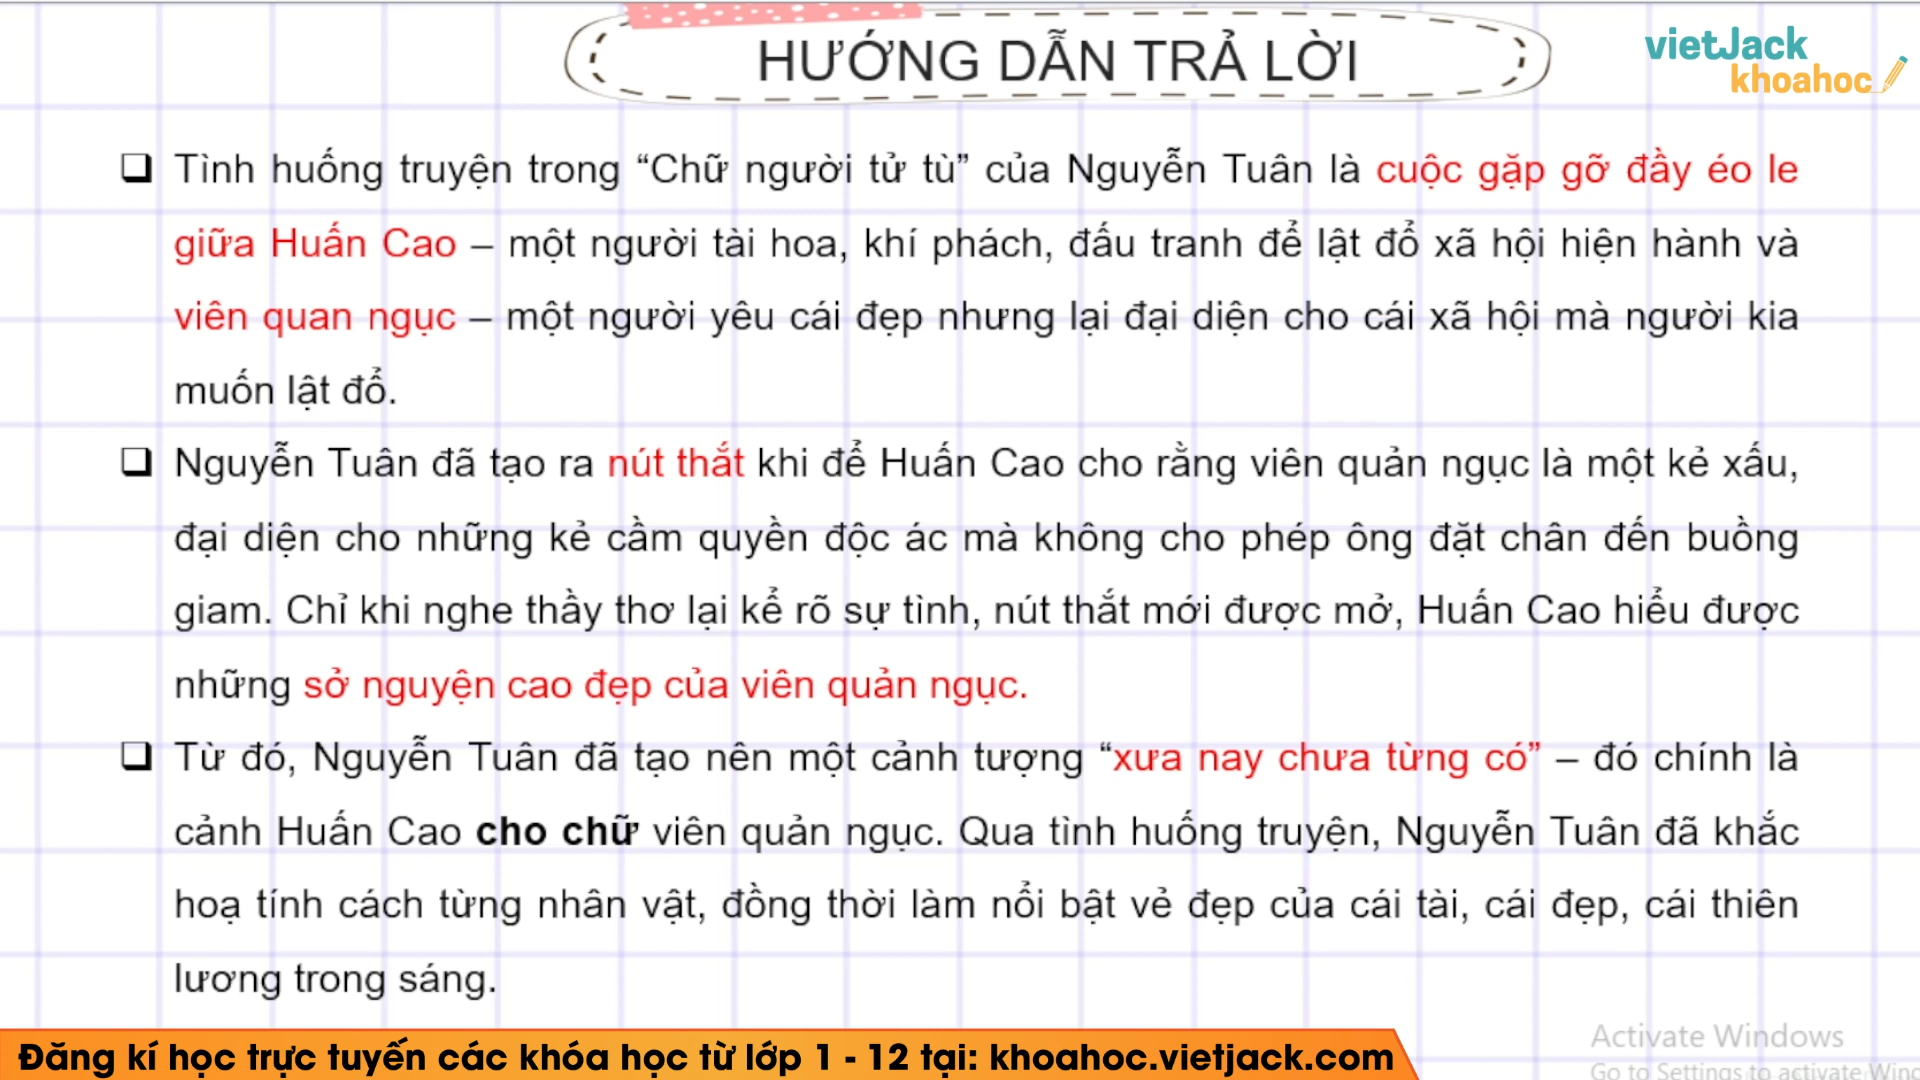 HƯỚNG DẪN TRẢ LỜI
vietJack
khoahoc
❑ Tình huống truyện trong “Chữ người tử tù” của Nguyễn Tuân là cuộc gặp gỡ đầy éo le
giữa Huấn Cao – một người tài hoa, khí phách, đấu tranh để lật đổ xã hội hiện hành và
viên quan ngục – một người yêu cái đẹp nhưng lại đại diện cho cái xã hội mà người kia
muốn lật đổ.
❑ Nguyễn Tuân đã tạo ra nút thắt khi để Huấn Cao cho rằng viên quản ngục là một kẻ xấu,
đại diện cho những kẻ cầm quyền độc ác mà không cho phép ông đặt chân đến buồng
giam. Chỉ khi nghe thầy thơ lại kể rõ sự tình, nút thắt mới được mở, Huấn Cao hiểu được
những sở nguyện cao đẹp của viên quản ngục.
❑ Từ đó, Nguyễn Tuân đã tạo nên một cảnh tượng “xưa nay chưa từng có” – đó chính là
cảnh Huấn Cao cho chữ viên quản ngục. Qua tình huống truyện, Nguyễn Tuân đã khắc
hoạ tính cách từng nhân vật, đồng thời làm nổi bật vẻ đẹp của cái tài, cái đẹp, cái thiên
lương trong sáng.
Activate Windows
Go to Settings to activate Wind
Đăng kí học trực tuyến các khóa học từ lớp 1 - 12 tại: khoahoc.vietjack.com